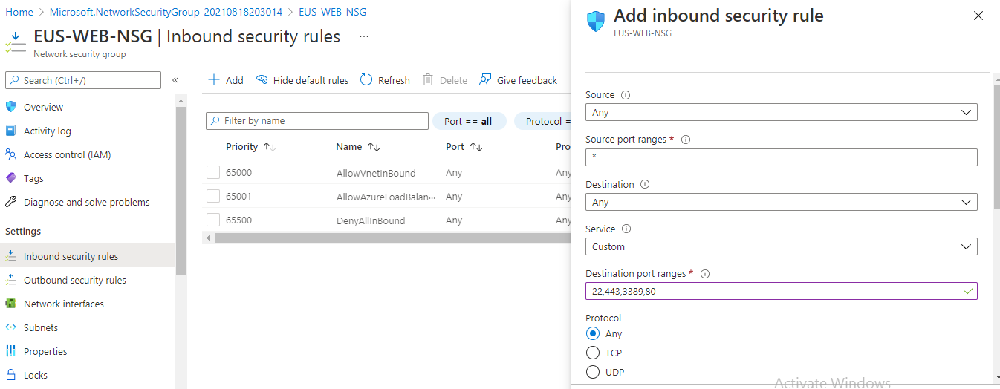 Home > Microsoft.NetworkSecurityGroup-20210818203014 > EUS-WEB-NSG
EUS-WEB-NSG | Inbound security rules ...
Network security group
Search (Ctrl+/) «
Overview
Activity log
Access control (IAM)
Tags
Diagnose and solve problems
Settings
Inbound security rules
Outbound security rules
Network interfaces
Subnets
Properties
Locks
+ Add Hide default rules Refresh Delete Give feedback
Filter by name Port == all Protocol =
Priority ↑↓ Name ↑↓ Port ↑↓ Pro
65000 AllowVnetInBound Any Any
65001 AllowAzureLoadBalan··· Any Any
65500 DenyAllInBound Any Any
Add inbound security rule
EUS-WEB-NSG
Source
Any
Source port ranges *
*
Destination
Any
Service
Custom
Destination port ranges *
22,443,3389,80
Protocol
Any
TCP
UDP
Activate Windows